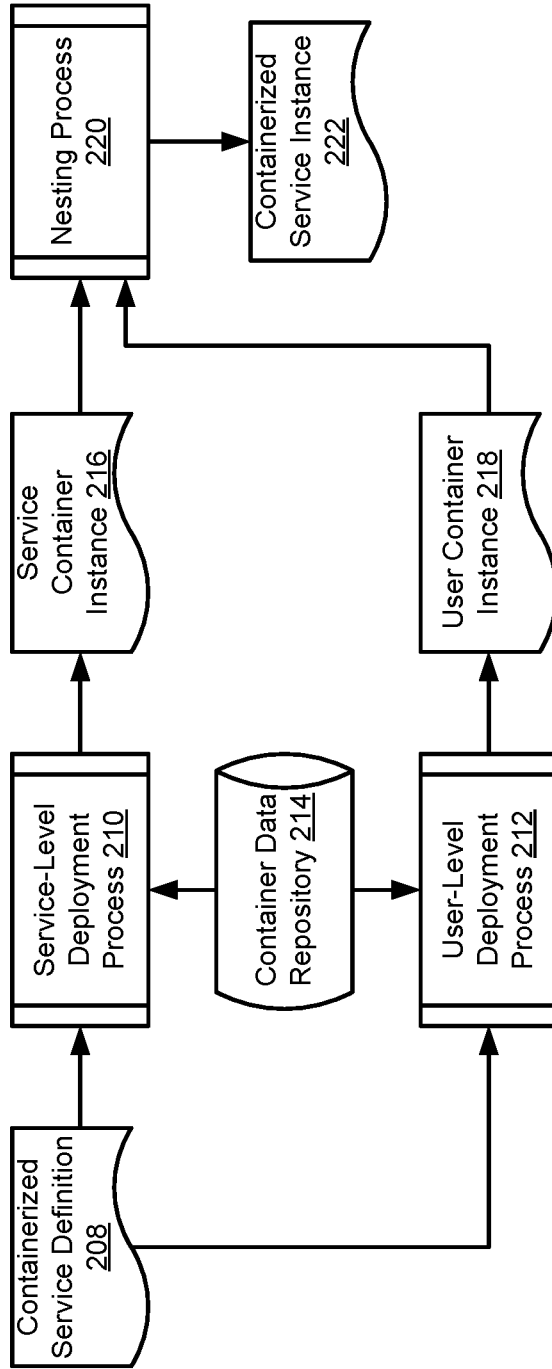 Containerized
Service Definition
208
Service-Level
Deployment
Process 210
Container Data
Repository 214
User-Level
Deployment
Process 212
Service
Container
Instance 216
User Container
Instance 218
Nesting Process
220
Containerized
Service Instance
222